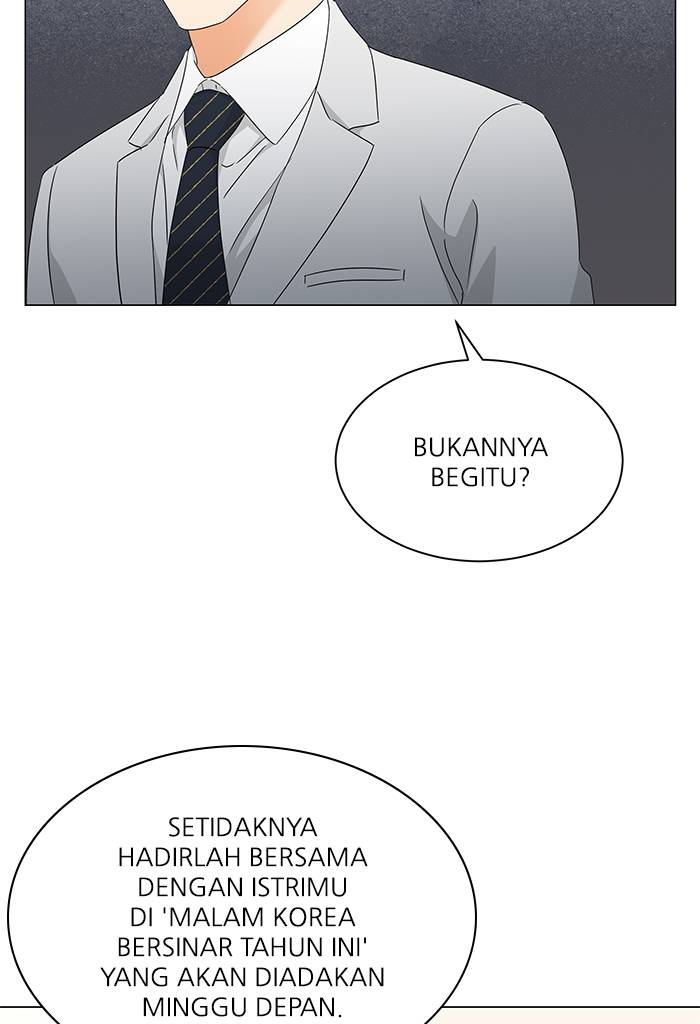 BUKANNYA
BEGITU?
SETIDAKNYA
HADIRLAH BERSAMA
DENGAN ISTRIMU
DI 'MALAM KOREA
BERSINAR TAHUN INI'
YANG AKAN DIADAKAN
MINGGU DEPAN.